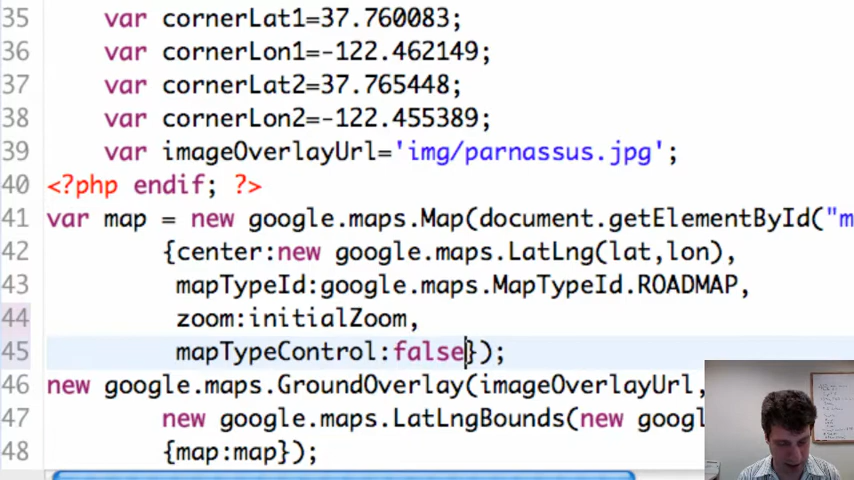 35 var cornerLat1=37.760083;
36 var cornerLon1=-122.462149;
37 var cornerLat2=37.765448;
38 var cornerLon2=-122.455389;
39 var imageOverlayUrl='img/parnassus.jpg';
40 <?php endif; ?>
41 var map = new google.maps.Map(document.getElementById("m
42 {center:new google.maps.LatLng(lat,lon),
43 mapTypeId:google.maps.MapTypeId.ROADMAP,
44 zoom:initialZoom,
45 mapTypeControl:false});
46 new google.maps.GroundOverlay(imageOverlayUrl,
47 new google.maps.LatLngBounds(new goog
48 {map:map});